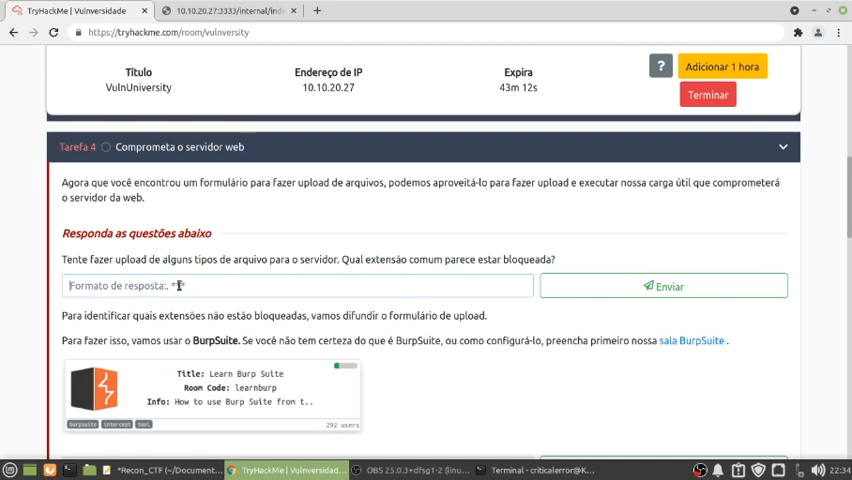 TryHackMe | Vulnversidade
10.10.20.27:3333/internal/ind
https://tryhackme.com/room/vulnversity
Título
VulnUniversity
Endereço de IP
10.10.20.27
Expira
43m 12s
?
Adicionar 1 hora
Terminar
Tarefa 4
Comprometa o servidor web
Agora que você encontrou um formulário para fazer upload de arquivos, podemos aproveitá-lo para fazer upload e executar nossa carga útil que comprometerá
o servidor da web.
Responda as questões abaixo
Tente fazer upload de alguns tipos de arquivo para o servidor. Qual extensão comum parece estar bloqueada?
Formato de resposta:.
Enviar
Para identificar quais extensões não estão bloqueadas, vamos difundir o formulário de upload.
Para fazer isso, vamos usar o BurpSuite. Se você não tem certeza do que é BurpSuite, ou como configurá-lo, preencha primeiro nossa sala BurpSuite .
Title: Learn Burp Suite
Room Code: learnburp
Info: How to use Burp Suite from t..
burpsuite intercept tool
292 users
*Recon_CTF (~/Document...
TryHackMe | Vulnversidad...
OBS 25.0.3+dfsg1-2 (linu...
Terminal - criticalerror@K...
22:34